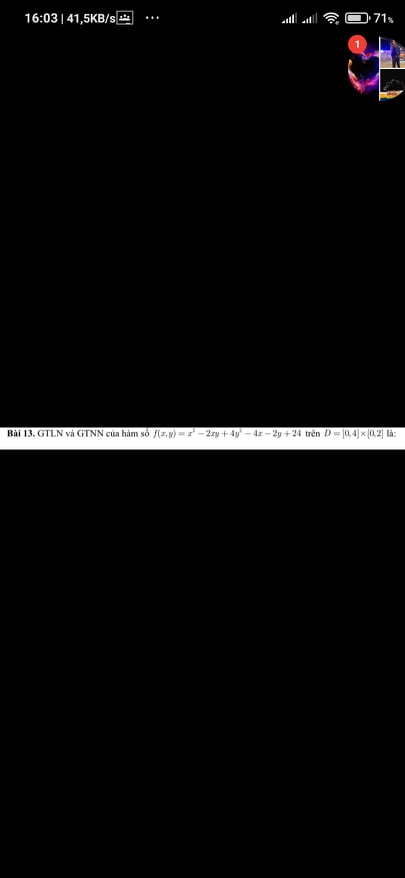 16:03 | 41,5KB/s ... 71%
1
Bài 13. GTLN và GTNN của hàm số f(x,y) = x² − 2xy + 4y² − 4x − 2y + 24 trên D = [0,4]×[0,2] là: